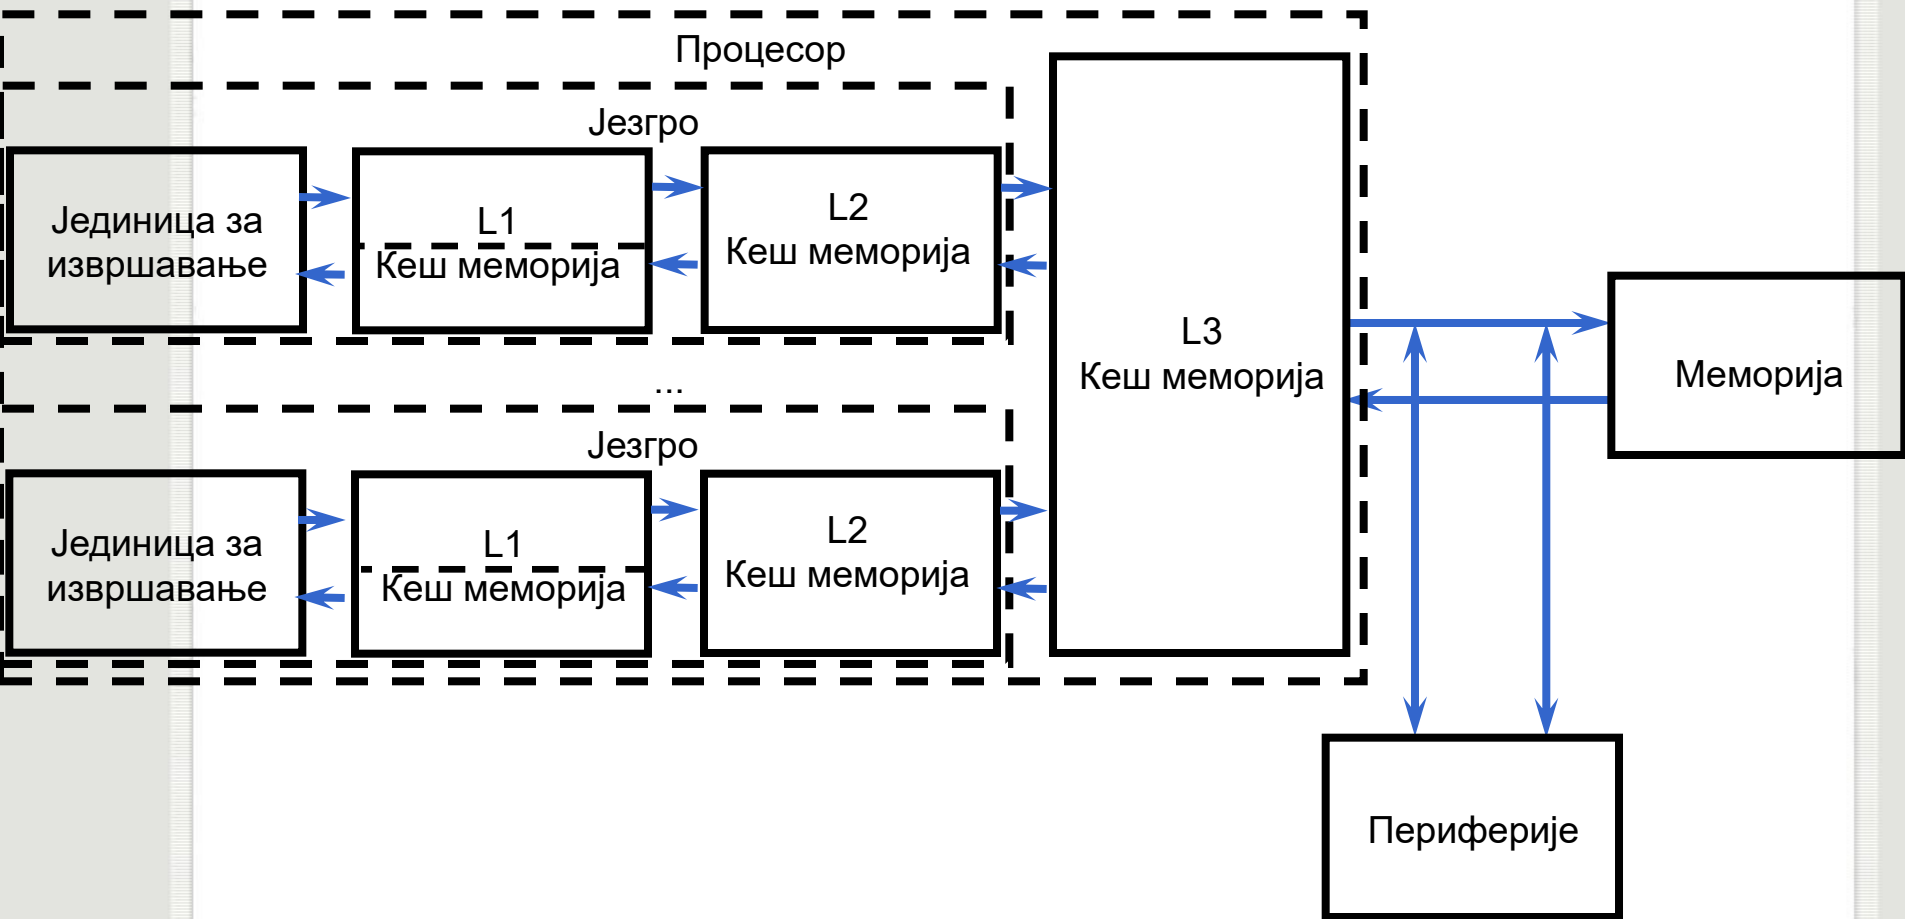 Процесор
Језгро
Јединица за
извршавање
L1
Кеш меморија
L2
Кеш меморија
L3
Кеш меморија
Меморија
...
Језгро
Јединица за
извршавање
L1
Кеш меморија
L2
Кеш меморија
Периферије